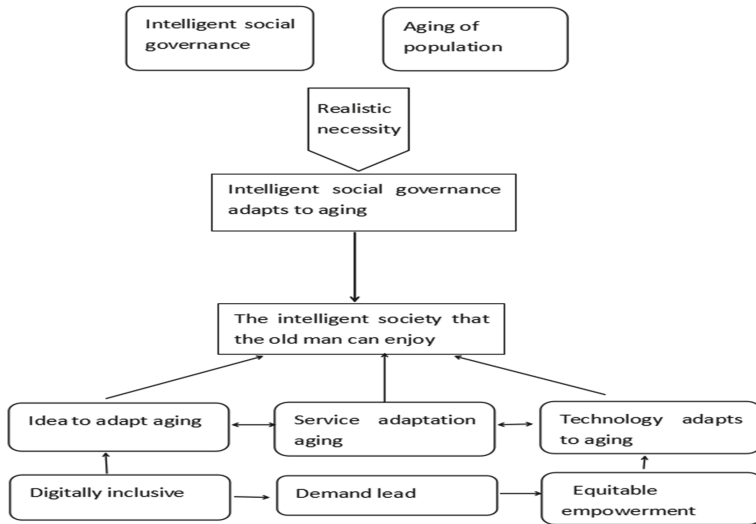 Intelligent social
governance
Aging of
population
Realistic
necessity
Intelligent social governance
adapts to aging
The intelligent society that
the old man can enjoy
Idea to adapt aging
Service adaptation
aging
Technology adapts
to aging
Digitally inclusive
Demand lead
Equitable
empowerment